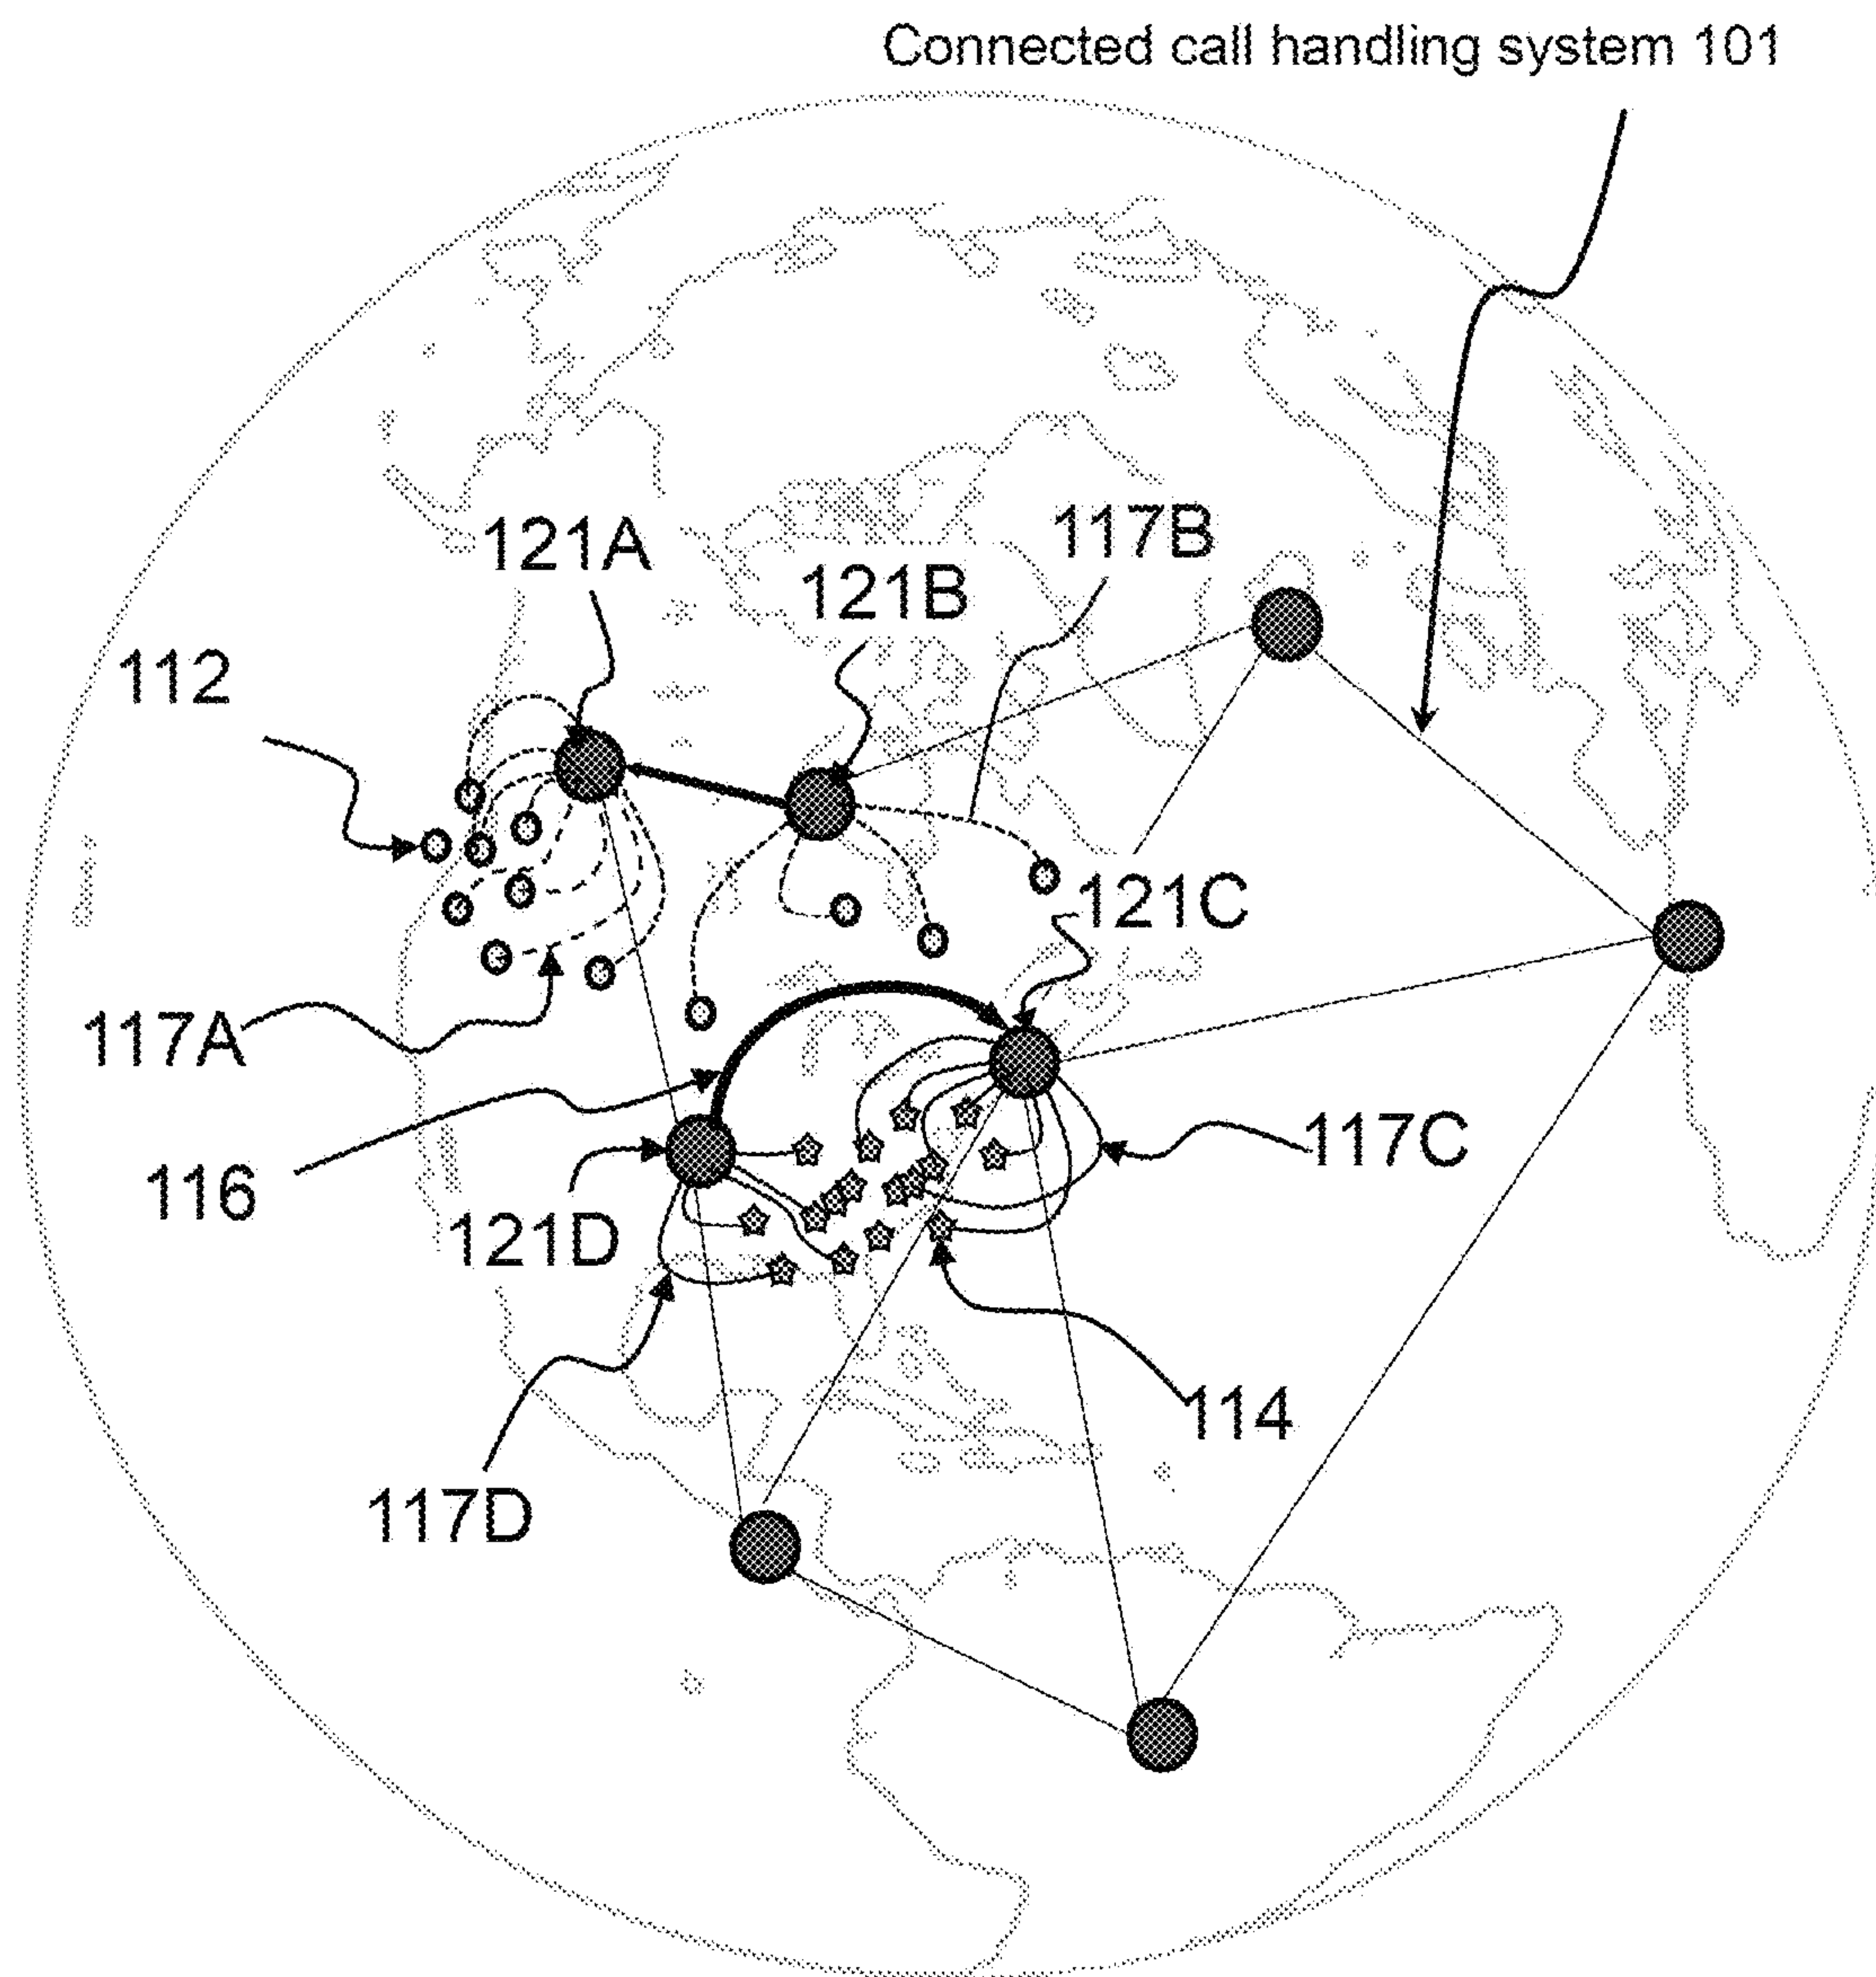 Connected call handling system 101
121A
117B
121B
112
121C
117A
117C
116
121D
114
117D